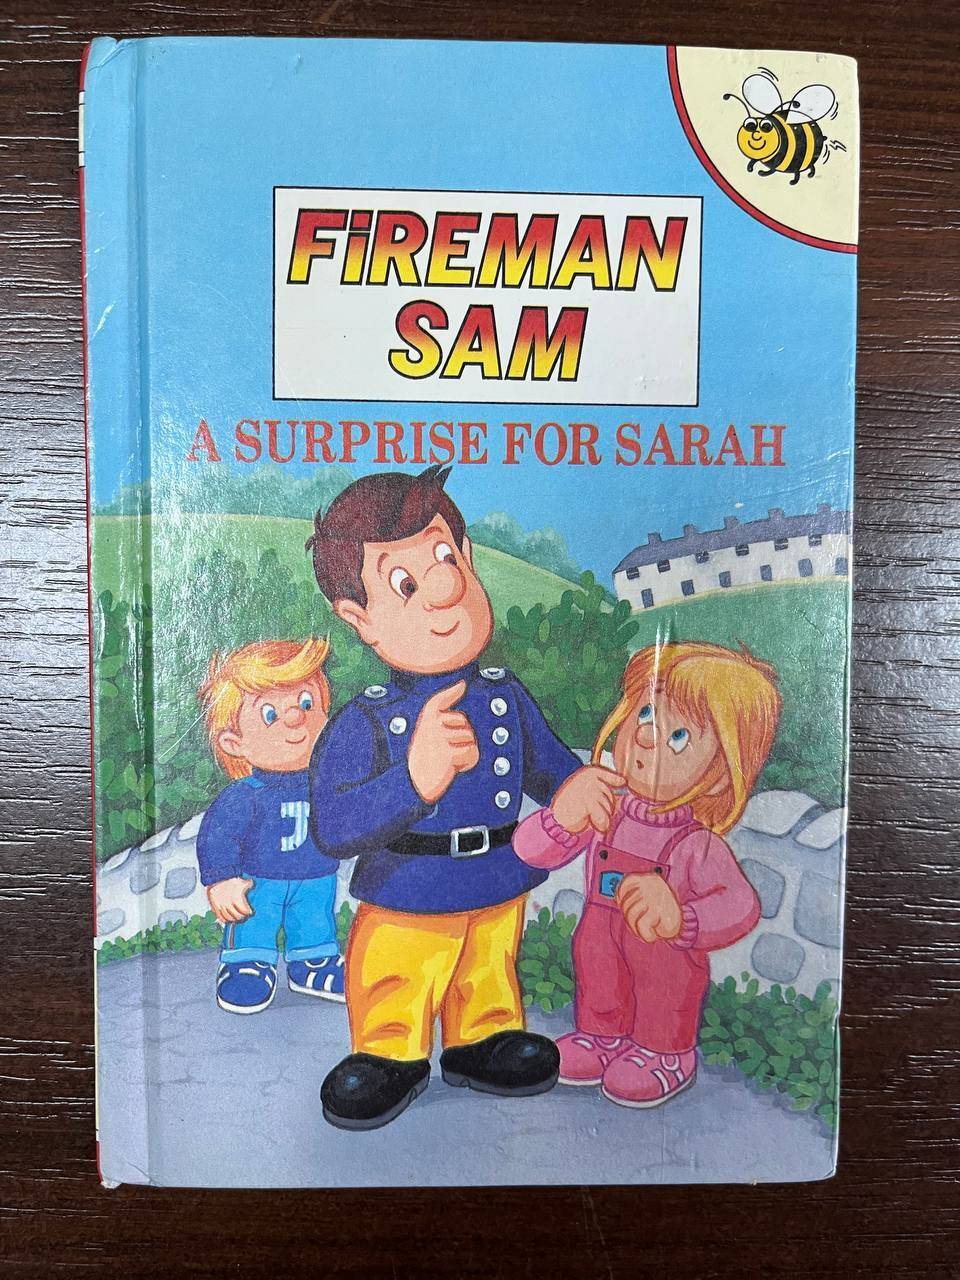 FiREMAN
SAM
A SURPRISE FOR SARAH
J